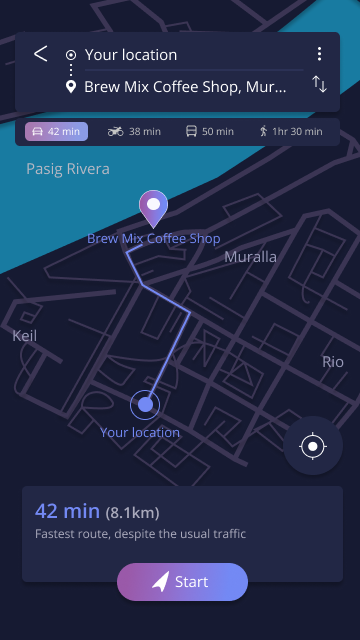 Your location
Brew Mix Coffee Shop, Mur...
42 min
38 min
50 min
1hr 30 min
Pasig Rivera
Brew Mix Coffee Shop
Muralla
Keil
Rio
Your location
42 min (8.1km)
Fastest route, despite the usual traffic
Start